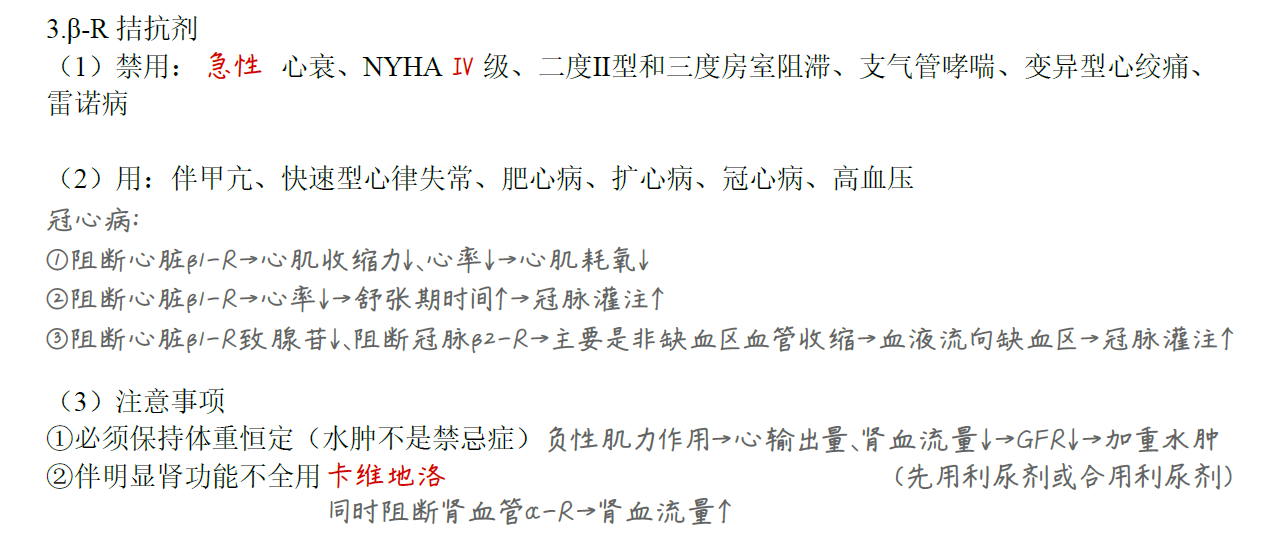 3.β-R 拮抗剂
（1）禁用： 急性 心衰、NYHA IV 级、二度II型和三度房室阻滞、支气管哮喘、变异型心绞痛、
雷诺病
（2）用：伴甲亢、快速型心律失常、肥心病、扩心病、冠心病、高血压
冠心病:
①阻断心脏β1-R→心肌收缩力↓、心率↓→心肌耗氧↓
②阻断心脏β1-R→心率↓→舒张期时间↑→冠脉灌注↑
③阻断心脏β1-R致腺苷↓、阻断冠脉β2-R→主要是非缺血区血管收缩→血液流向缺血区→冠脉灌注↑
（3）注意事项
①必须保持体重恒定（水肿不是禁忌症）负性肌力作用→心输出量、肾血流量↓→GFR↓→加重水肿
②伴明显肾功能不全用 卡维地洛 （先用利尿剂或合用利尿剂）
同时阻断肾血管α-R→肾血流量↑